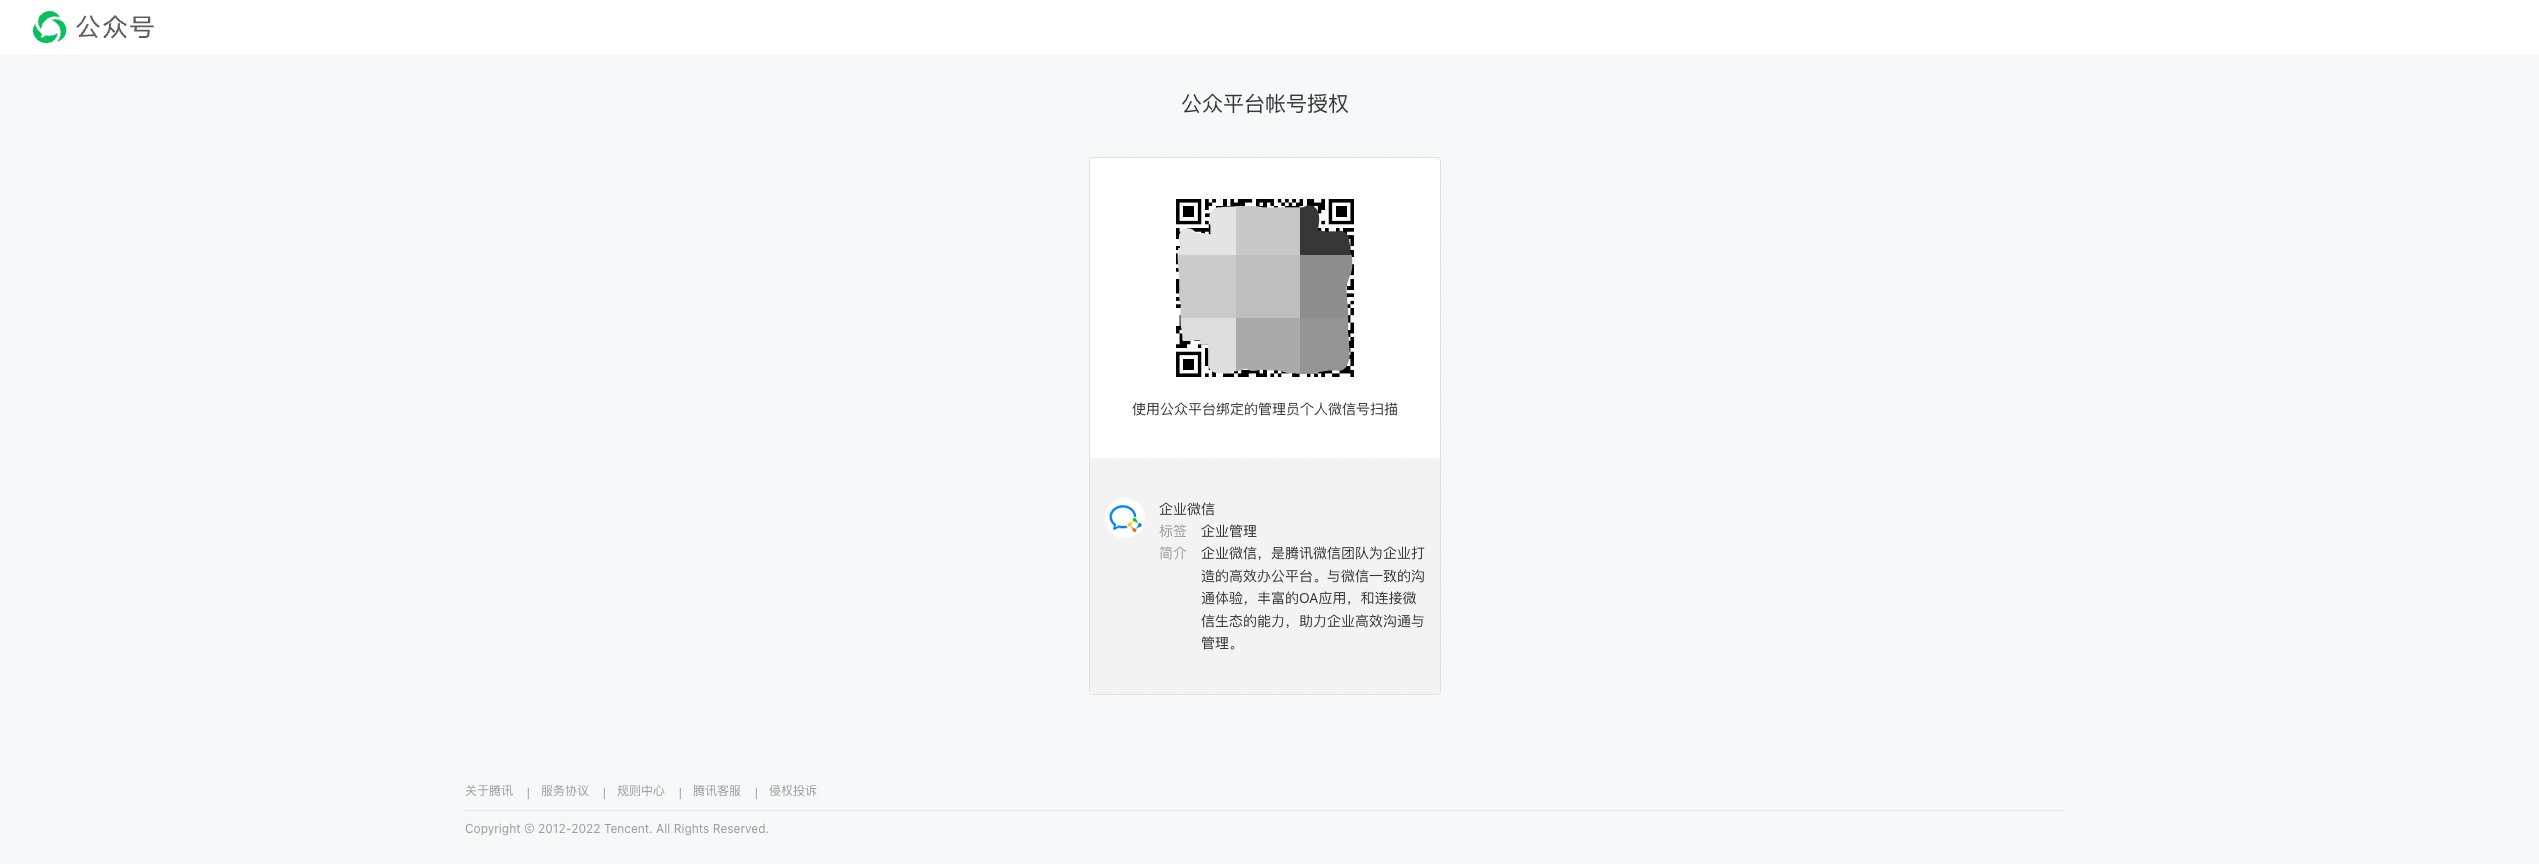 公众号
公众平台帐号授权
使用公众平台绑定的管理员个人微信号扫描
企业微信
标签 企业管理
简介 企业微信，是腾讯微信团队为企业打
造的高效办公平台。与微信一致的沟
通体验，丰富的OA应用，和连接微
信生态的能力，助力企业高效沟通与
管理。
关于腾讯 | 服务协议 | 规则中心 | 腾讯客服 | 侵权投诉
Copyright © 2012-2022 Tencent. All Rights Reserved.